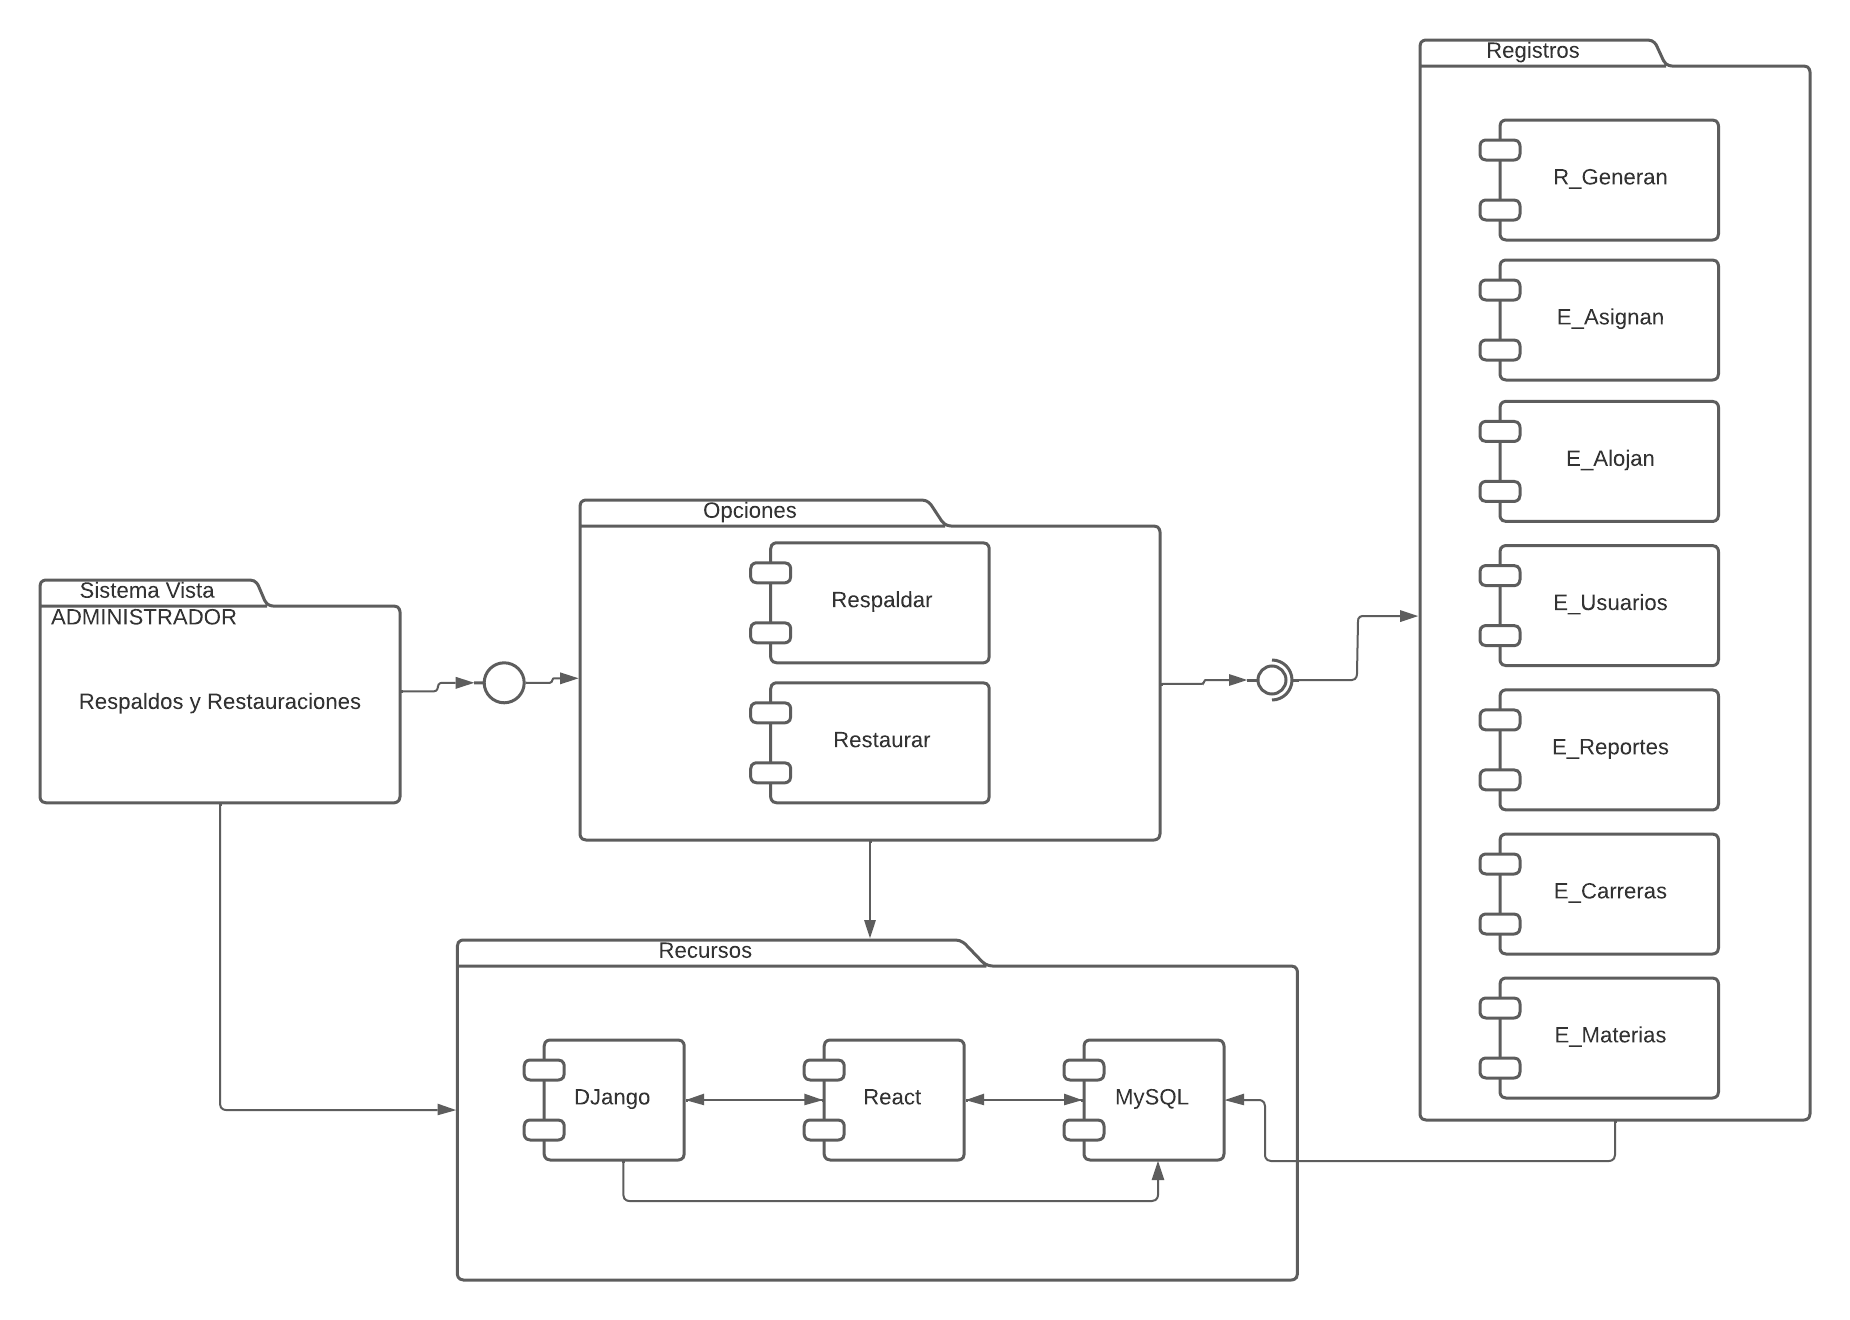 Registros
R_Generan
E_Asignan
E_Alojan
E_Usuarios
E_Reportes
E_Carreras
E_Materias
Opciones
Respaldar
Restaurar
Sistema Vista
ADMINISTRADOR
Respaldos y Restauraciones
Recursos
DJango
React
MySQL